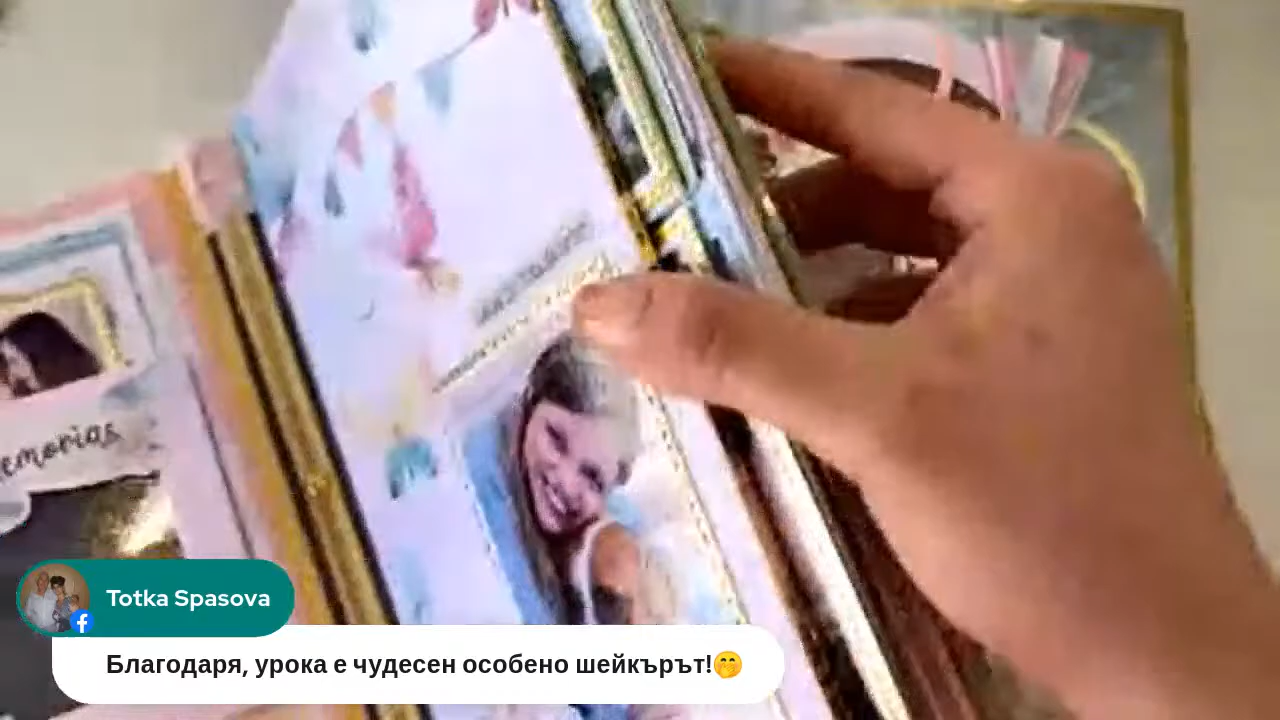 emorias
Totka Spasova
Благодаря, урока е чудесен особено шейкърът!🤭